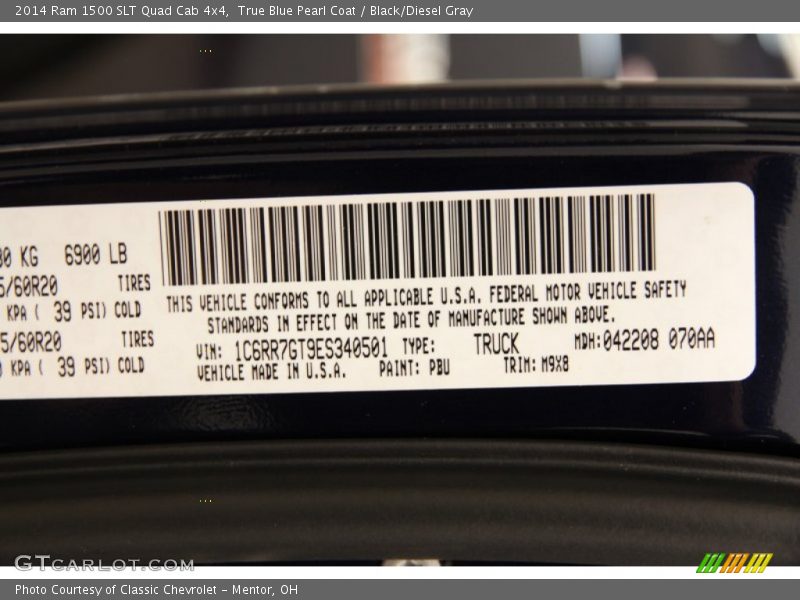 2014 Ram 1500 SLT Quad Cab 4x4, True Blue Pearl Coat / Black/Diesel Gray
KG 6900 LB
5/60R20 TIRES
KPA ( 39 PSI) COLD
5/60R20 TIRES
KPA ( 39 PSI) COLD
THIS VEHICLE CONFORMS TO ALL APPLICABLE U.S.A. FEDERAL MOTOR VEHICLE SAFETY
STANDARDS IN EFFECT ON THE DATE OF MANUFACTURE SHOWN ABOVE.
VIN: 1C6RR7GT9ES340501 TYPE: TRUCK MDH: 042208 070AA
VEHICLE MADE IN U.S.A. PAINT: PBU TRIM: M9X8
GTCARLOT.COM
Photo Courtesy of Classic Chevrolet - Mentor, OH